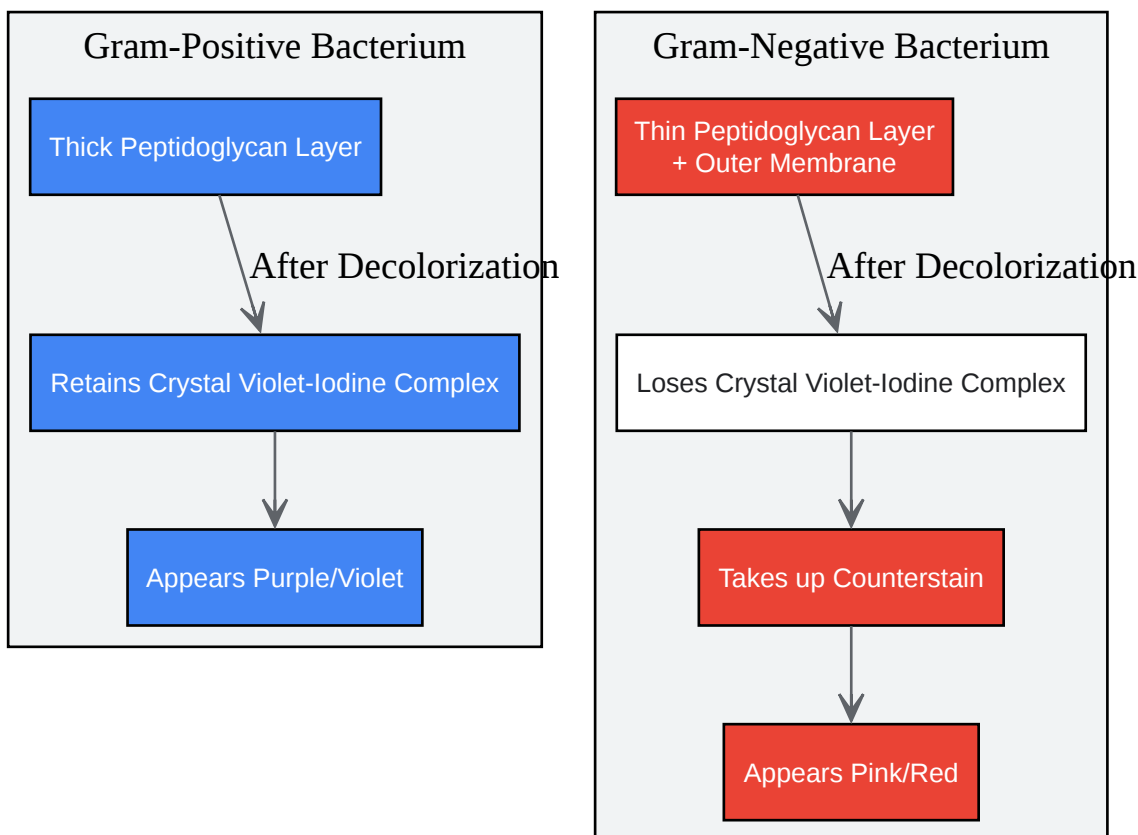 Gram-Positive Bacterium
Thick Peptidoglycan Layer
After Decolorization
Retains Crystal Violet-Iodine Complex
Appears Purple/Violet
Gram-Negative Bacterium
Thin Peptidoglycan Layer
+ Outer Membrane
After Decolorization
Loses Crystal Violet-Iodine Complex
Takes up Counterstain
Appears Pink/Red